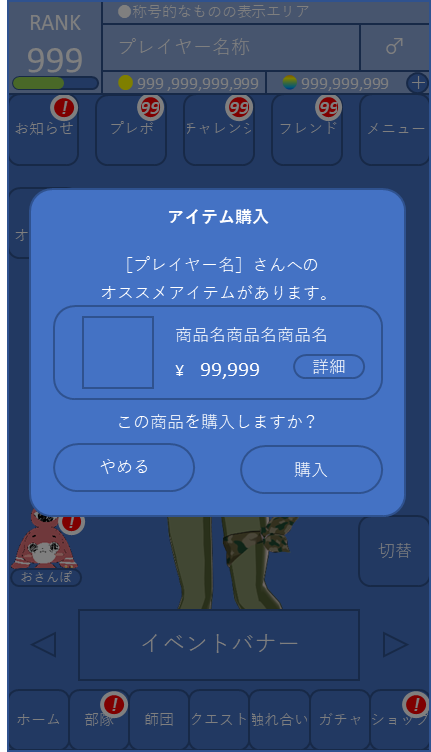 RANK
999
●称号的なものの表示エリア
プレイヤー名称
♂
999,999,999,999
999,999,999
＋
お知らせ
!
プレボ
99
チャレンジ
99
フレンド
99
メニュー
オ
アイテム購入
［プレイヤー名］さんへの
オススメアイテムがあります。
商品名商品名商品名
¥ 99,999
詳細
この商品を購入しますか？
やめる
購入
!
おさんぽ
切替
イベントバナー
ホーム
部隊
!
師団
クエスト
触れ合い
ガチャ
ショップ
!